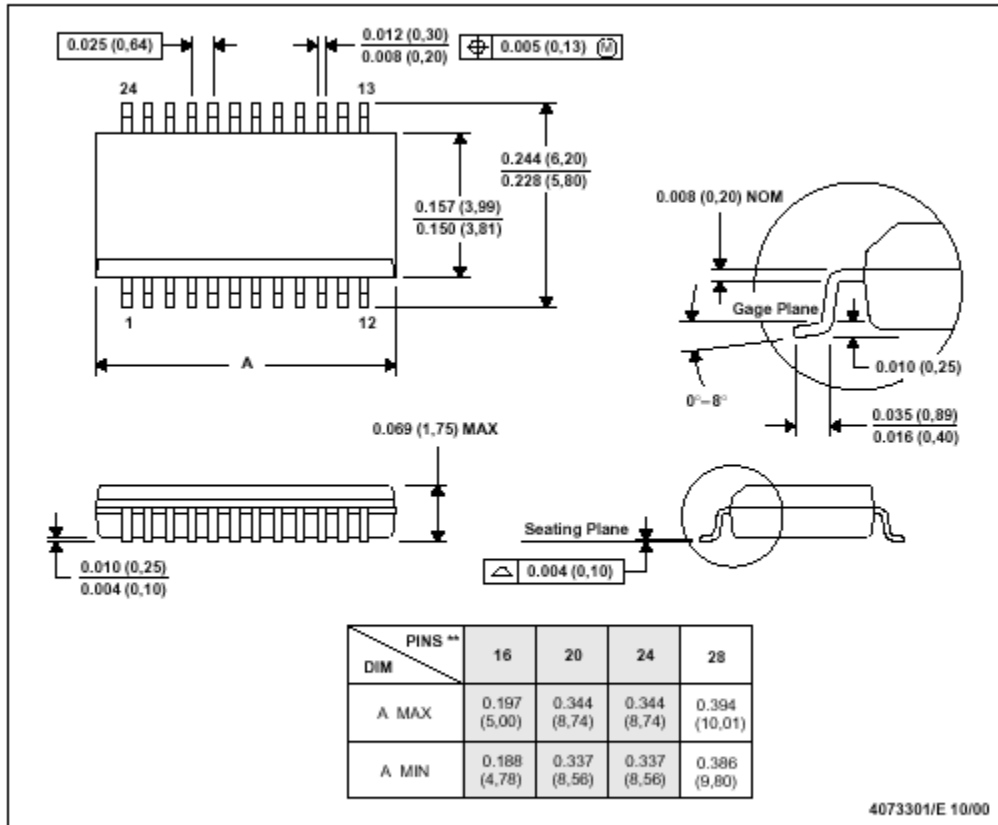 0.025 (0,64)
0.012 (0,30)
0.008 (0,20)
0.005 (0,13) Ⓜ
24
13
0.244 (6,20)
0.228 (5,80)
0.157 (3,99)
0.150 (3,81)
1
12
A
0.008 (0,20) NOM
Gage Plane
0.010 (0,25)
0°–8°
0.035 (0,89)
0.016 (0,40)
0.069 (1,75) MAX
0.010 (0,25)
0.004 (0,10)
Seating Plane
0.004 (0,10)
PINS **
DIM
16 20 24 28
A MAX 0.197 (5,00) 0.344 (8,74) 0.344 (8,74) 0.394 (10,01)
A MIN 0.188 (4,78) 0.337 (8,56) 0.337 (8,56) 0.386 (9,80)
4073301/E 10/00